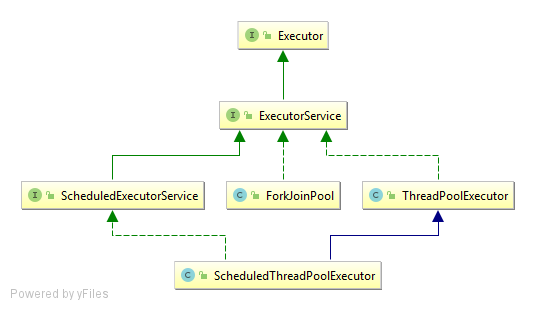 I Executor
I ExecutorService
I ScheduledExecutorService
C ForkJoinPool
C ThreadPoolExecutor
C ScheduledThreadPoolExecutor
Powered by yFiles